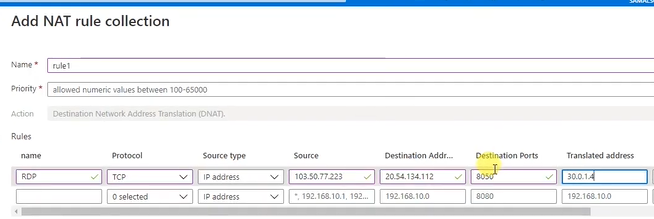 Add NAT rule collection
Name * rule1
Priority * allowed numeric values between 100-65000
Action Destination Network Address Translation (DNAT).
Rules
name Protocol Source type Source Destination Addr... Destination Ports Translated address
RDP TCP IP address 103.50.77.223 20.54.134.112 8050 30.0.1.4
0 selected IP address *, 192.168.10.1, 192... 192.168.10.0 8080 192.168.10.0